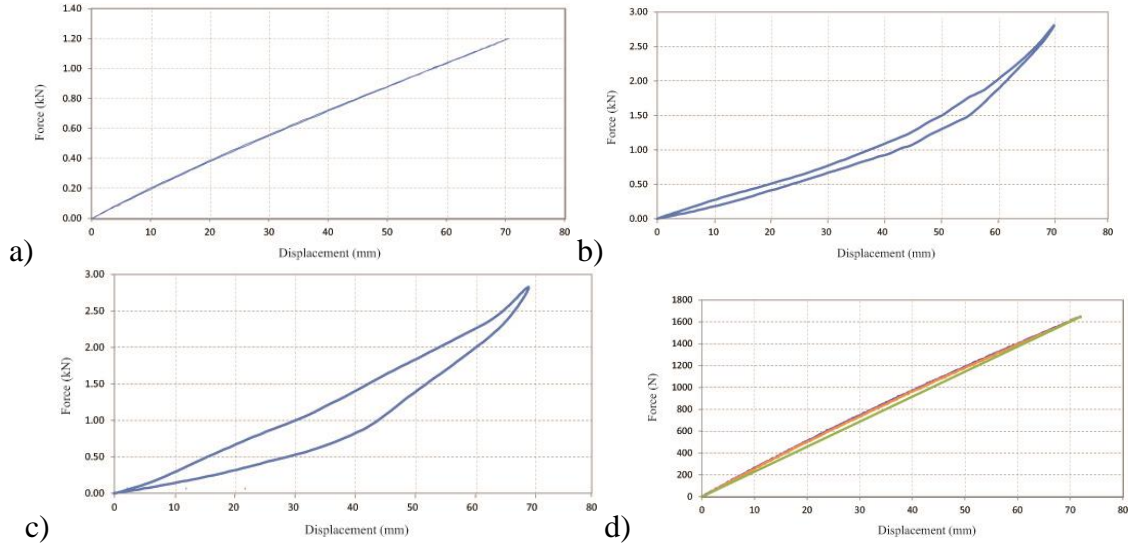 1.40
1.20
1.00
0.80
0.60
0.40
0.20
0.00
Force (kN)
0 10 20 30 40 50 60 70 80
Displacement (mm)
a)
3.00
2.50
2.00
1.50
1.00
0.50
0.00
Force (kN)
0 10 20 30 40 50 60 70 80
Displacement (mm)
b)
3.00
2.50
2.00
1.50
1.00
0.50
0.00
Force (kN)
0 10 20 30 40 50 60 70 80
Displacement (mm)
c)
1800
1600
1400
1200
1000
800
600
400
200
0
Force (N)
0 10 20 30 40 50 60 70 80
Displacement (mm)
d)